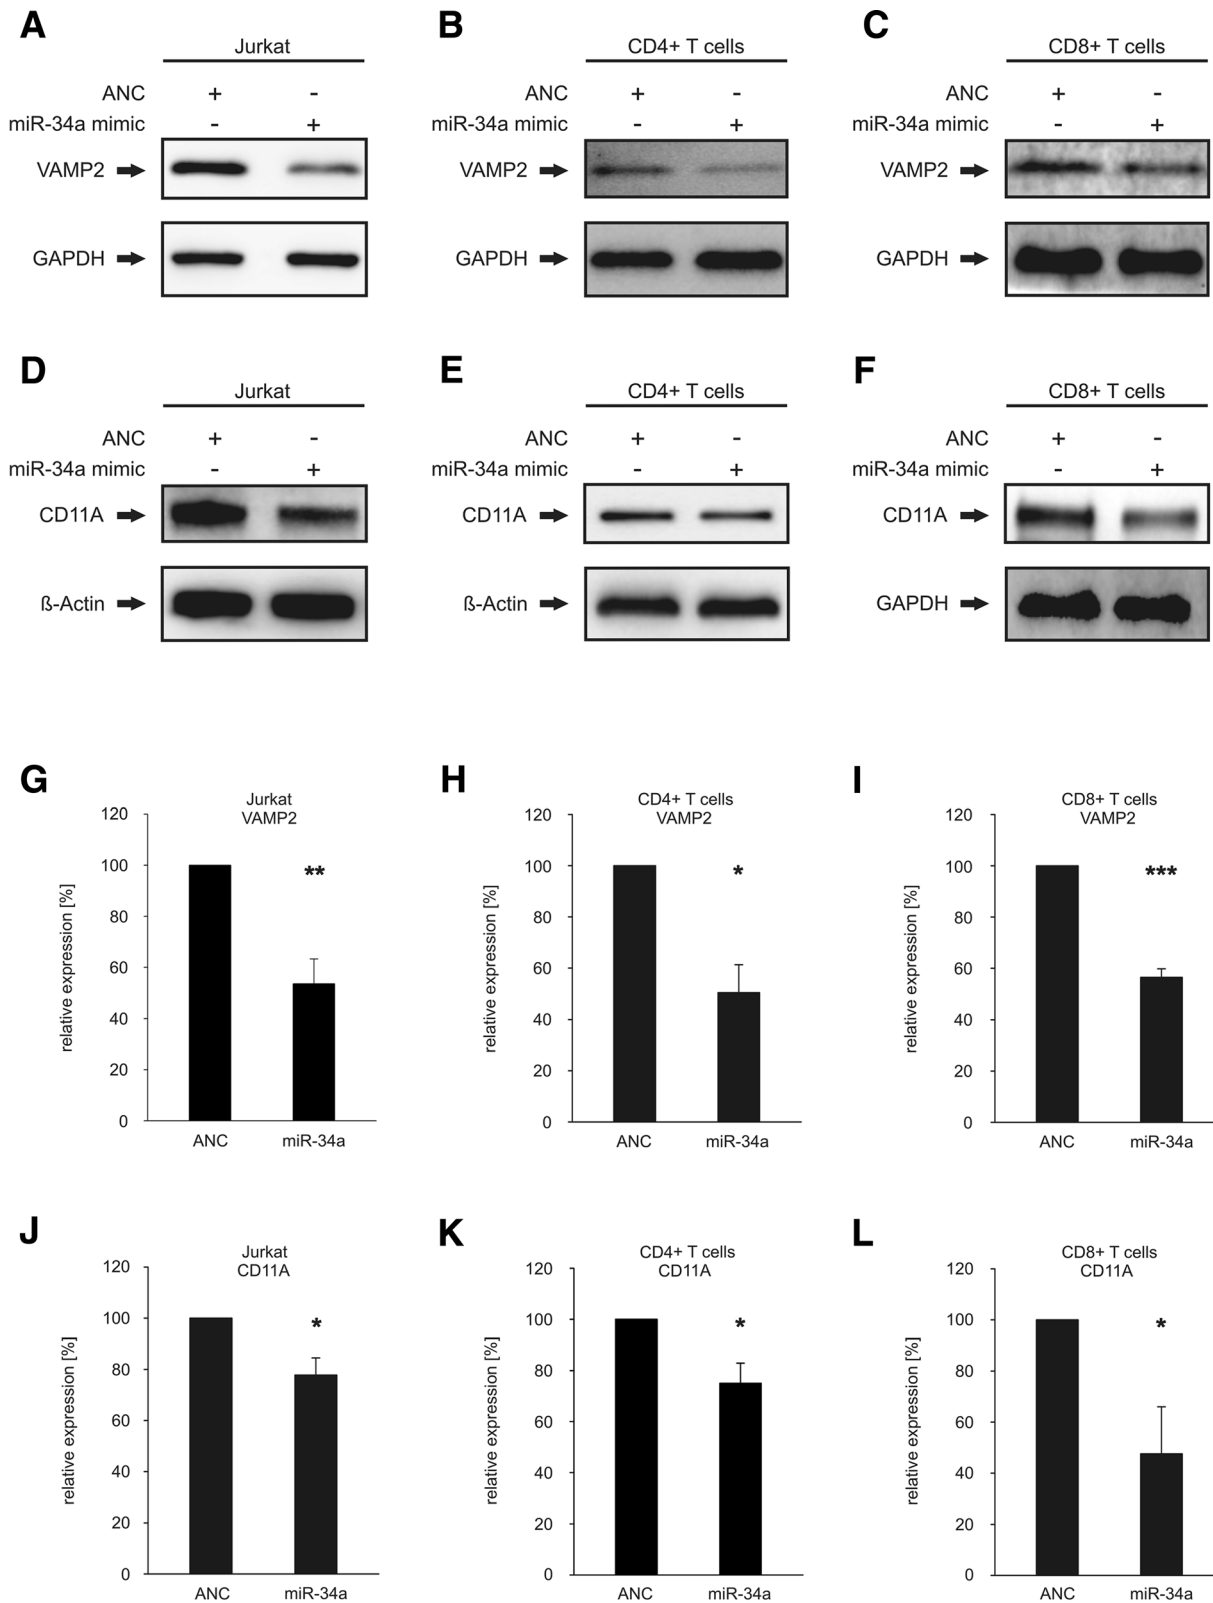 A
Jurkat
ANC + -
miR-34a mimic - +
VAMP2
GAPDH
B
CD4+ T cells
ANC + -
miR-34a mimic - +
VAMP2
GAPDH
C
CD8+ T cells
ANC + -
miR-34a mimic - +
VAMP2
GAPDH
D
Jurkat
ANC + -
miR-34a mimic - +
CD11A
ß-Actin
E
CD4+ T cells
ANC + -
miR-34a mimic - +
CD11A
ß-Actin
F
CD8+ T cells
ANC + -
miR-34a mimic - +
CD11A
GAPDH
G
Jurkat
VAMP2
relative expression [%]
120
100
80
60
40
20
0
**
ANC miR-34a
H
CD4+ T cells
VAMP2
relative expression [%]
120
100
80
60
40
20
0
*
ANC miR-34a
I
CD8+ T cells
VAMP2
relative expression [%]
120
100
80
60
40
20
0
***
ANC miR-34a
J
Jurkat
CD11A
relative expression [%]
120
100
80
60
40
20
0
*
ANC miR-34a
K
CD4+ T cells
CD11A
relative expression [%]
120
100
80
60
40
20
0
*
ANC miR-34a
L
CD8+ T cells
CD11A
relative expression [%]
120
100
80
60
40
20
0
*
ANC miR-34a